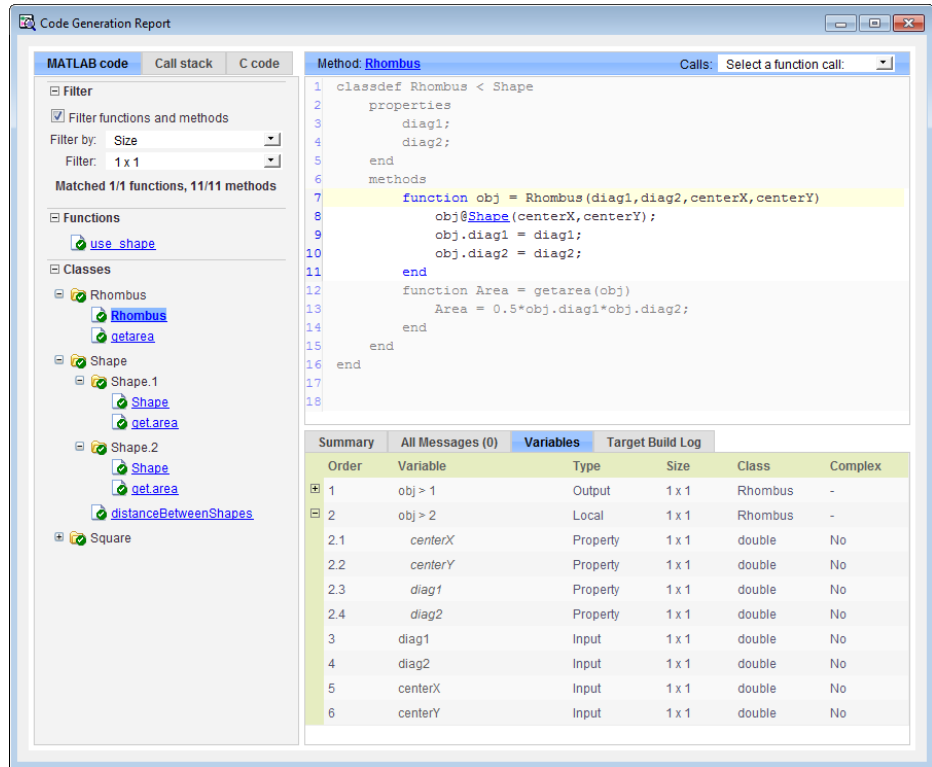 Code Generation Report
MATLAB code Call stack C code
Filter
Filter functions and methods
Filter by: Size
Filter: 1 x 1
Matched 1/1 functions, 11/11 methods
Functions
use_shape
Classes
Rhombus
Rhombus
getarea
Shape
Shape.1
Shape
get.area
Shape.2
Shape
get.area
distanceBetweenShapes
Square
Method: Rhombus Calls: Select a function call:
1 classdef Rhombus < Shape
2 properties
3 diag1;
4 diag2;
5 end
6 methods
7 function obj = Rhombus(diag1,diag2,centerX,centerY)
8 obj@Shape(centerX,centerY);
9 obj.diag1 = diag1;
10 obj.diag2 = diag2;
11 end
12 function Area = getarea(obj)
13 Area = 0.5*obj.diag1*obj.diag2;
14 end
15 end
16 end
17
18
Summary All Messages (0) Variables Target Build Log
Order Variable Type Size Class Complex
1 obj > 1 Output 1 x 1 Rhombus -
2 obj > 2 Local 1 x 1 Rhombus -
2.1 centerX Property 1 x 1 double No
2.2 centerY Property 1 x 1 double No
2.3 diag1 Property 1 x 1 double No
2.4 diag2 Property 1 x 1 double No
3 diag1 Input 1 x 1 double No
4 diag2 Input 1 x 1 double No
5 centerX Input 1 x 1 double No
6 centerY Input 1 x 1 double No